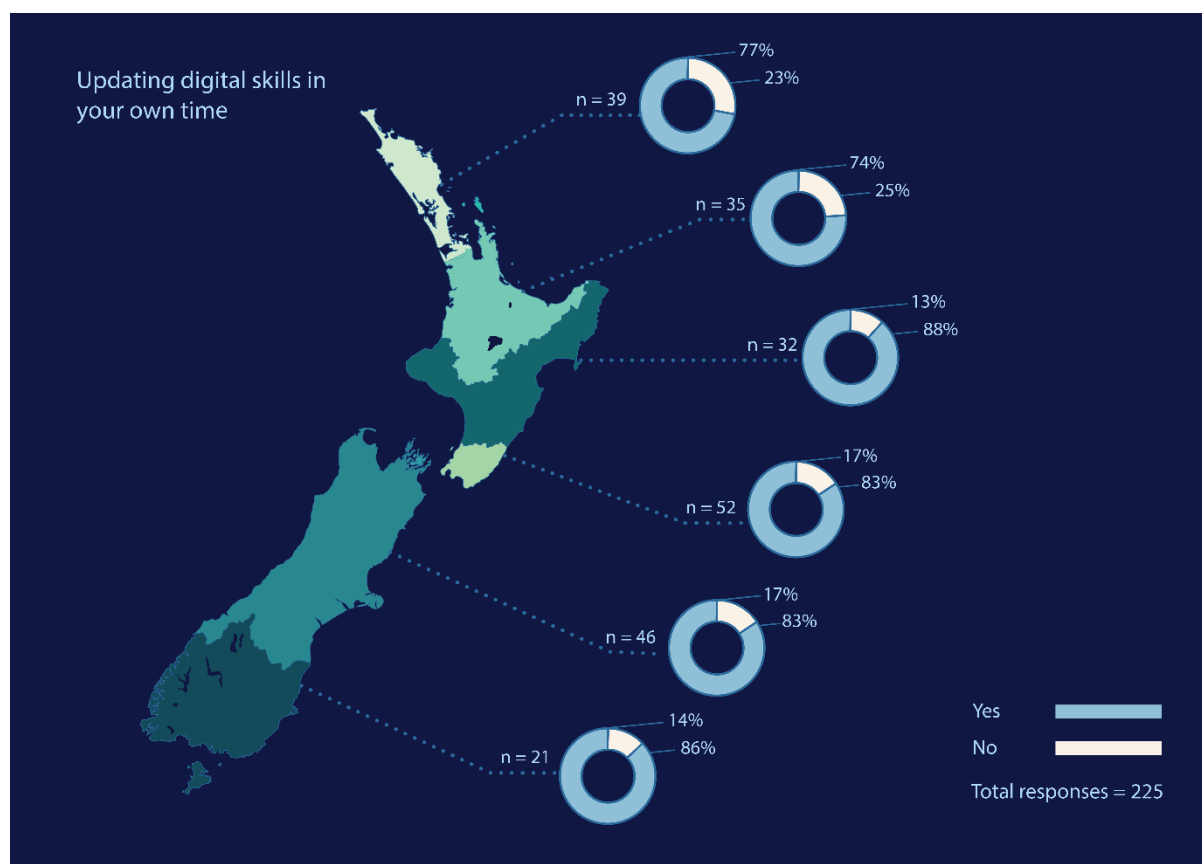 Updating digital skills in
your own time
77%
23%
n = 39
74%
25%
n = 35
13%
88%
n = 32
17%
83%
n = 52
17%
83%
n = 46
14%
86%
n = 21
Yes
No
Total responses = 225